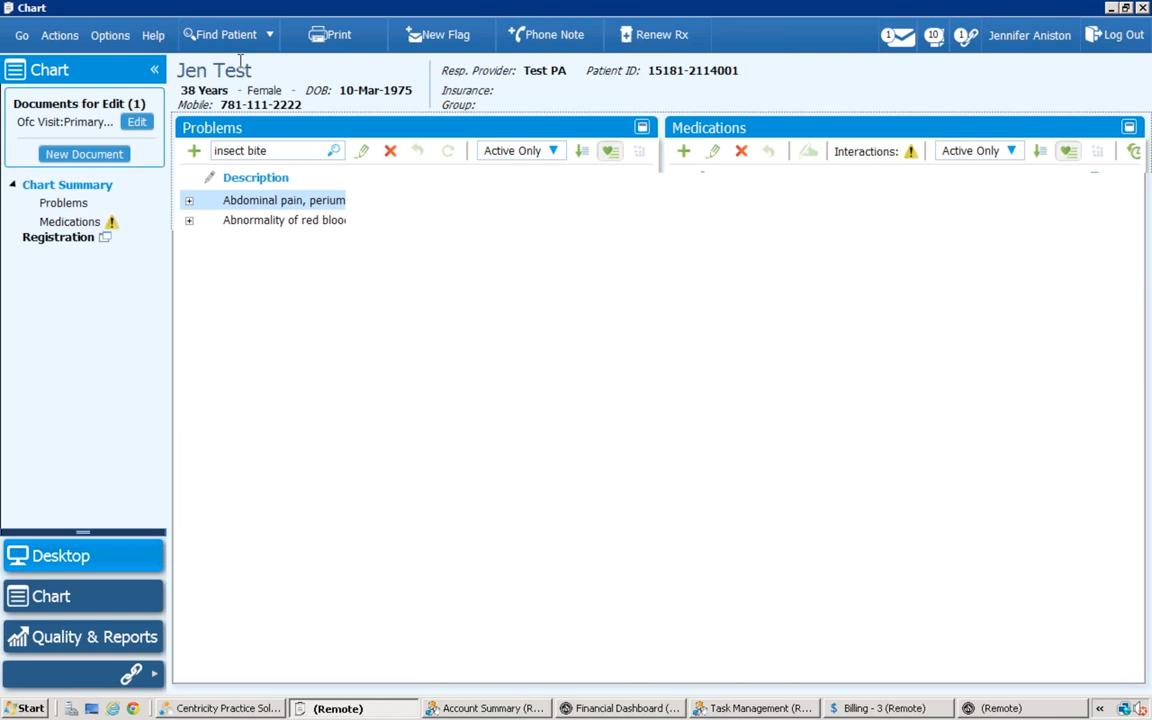 Chart
Go Actions Options Help Find Patient Print New Flag Phone Note Renew Rx 1 10 1 Jennifer Aniston Log Out
Chart «
Documents for Edit (1)
Ofc Visit:Primary... Edit
New Document
Chart Summary
Problems
Medications
Registration
Jen Test
38 Years - Female - DOB: 10-Mar-1975
Mobile: 781-111-2222
Resp. Provider: Test PA Patient ID: 15181-2114001
Insurance:
Group:
Problems
insect bite Active Only
Description
Abdominal pain, perium
Abnormality of red blood
Medications
Interactions: Active Only
Desktop
Chart
Quality & Reports
Start Centricity Practice Sol... (Remote) Account Summary (R... Financial Dashboard (... Task Management (R... Billing - 3 (Remote) (Remote) «